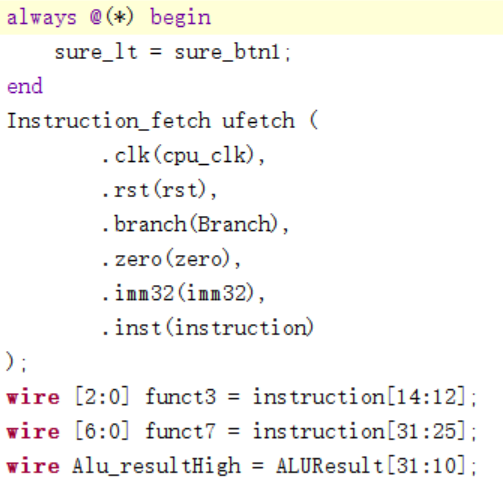 always @(*) begin
    sure_lt = sure_btn1;
end
Instruction_fetch ufetch (
        .clk(cpu_clk),
        .rst(rst),
        .branch(Branch),
        .zero(zero),
        .imm32(imm32),
        .inst(instruction)
);
wire [2:0] funct3 = instruction[14:12];
wire [6:0] funct7 = instruction[31:25];
wire Alu_resultHigh = ALUResult[31:10];